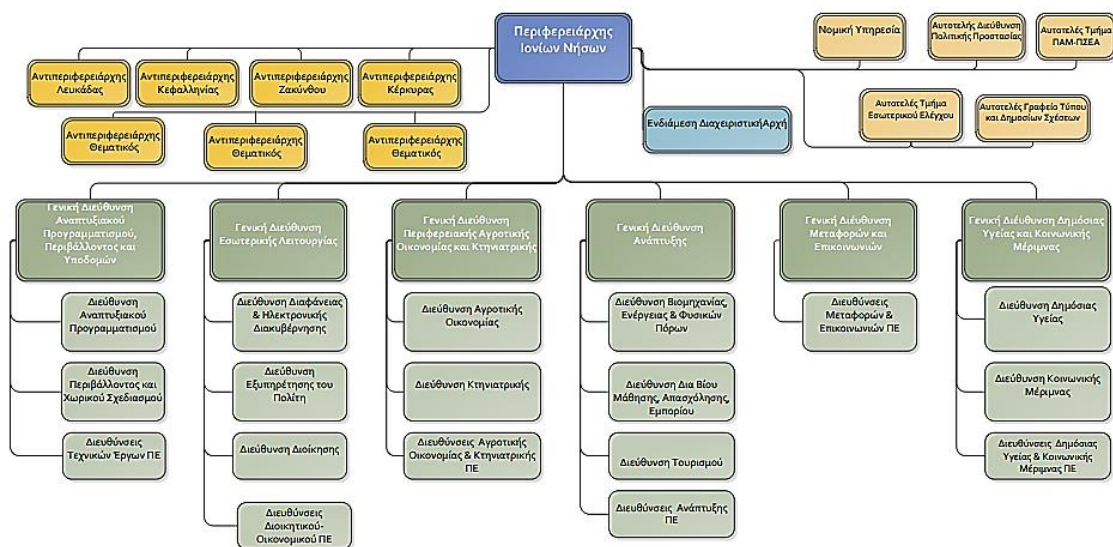 Περιφερειάρχης
Ιονίων Νήσων
Νομική Υπηρεσία
Αυτοτελής Διεύθυνση
Πολιτικής Προστασίας
Αυτοτελές Τμήμα
ΠΑΜ-ΠΣΕΑ
Αντιπεριφερειάρχης
Λευκάδας
Αντιπεριφερειάρχης
Κεφαλληνίας
Αντιπεριφερειάρχης
Ζακύνθου
Αντιπεριφερειάρχης
Κέρκυρας
Ενδιάμεση Διαχειριστική Αρχή
Αυτοτελές Τμήμα
Εσωτερικού Ελέγχου
Αυτοτελές Γραφείο Τύπου
και Δημοσίων Σχέσεων
Αντιπεριφερειάρχης
Θεματικός
Αντιπεριφερειάρχης
Θεματικός
Αντιπεριφερειάρχης
Θεματικός
Γενική Διεύθυνση
Αναπτυξιακού
Προγραμματισμού,
Περιβάλλοντος και
Υποδομών
Γενική Διεύθυνση
Εσωτερικής Λειτουργίας
Γενική Διεύθυνση
Περιφερειακής Αγροτικής
Οικονομίας και Κτηνιατρικής
Γενική Διεύθυνση
Ανάπτυξης
Γενική Διέυθυνση
Μεταφορών και
Επικοινωνιών
Γενική Διέυθυνση Δημόσιας
Υγείας και Κοινωνικής
Μέριμνας
Διεύθυνση
Αναπτυξιακού
Προγραμματισμού
Διεύθυνση Διαφάνειας
& Ηλεκτρονικής
Διακυβέρνησης
Διεύθυνση Αγροτικής
Οικονομίας
Διεύθυνση Βιομηχανίας,
Ενέργειας & Φυσικών
Πόρων
Διευθύνσεις
Μεταφορών &
Επικοινωνιών ΠΕ
Διεύθυνση Δημόσιας
Υγείας
Διεύθυνση
Περιβάλλοντος και
Χωρικού Σχεδιασμού
Διεύθυνση
Εξυπηρέτησης του
Πολίτη
Διεύθυνση Κτηνιατρικής
Διεύθυνση Δια Βίου
Μάθησης, Απασχόλησης,
Εμπορίου
Διεύθυνση Κοινωνικής
Μέριμνας
Διευθύνσεις
Τεχνικών Έργων ΠΕ
Διεύθυνση Διοίκησης
Διευθύνσεις Αγροτικής
Οικονομίας & Κτηνιατρικής
ΠΕ
Διεύθυνση Τουρισμού
Διευθύνσεις Δημόσιας
Υγείας & Κοινωνικής
Μέριμνας ΠΕ
Διευθύνσεις
Διοικητικού-
Οικονομικού ΠΕ
Διευθύνσεις Ανάπτυξης
ΠΕ